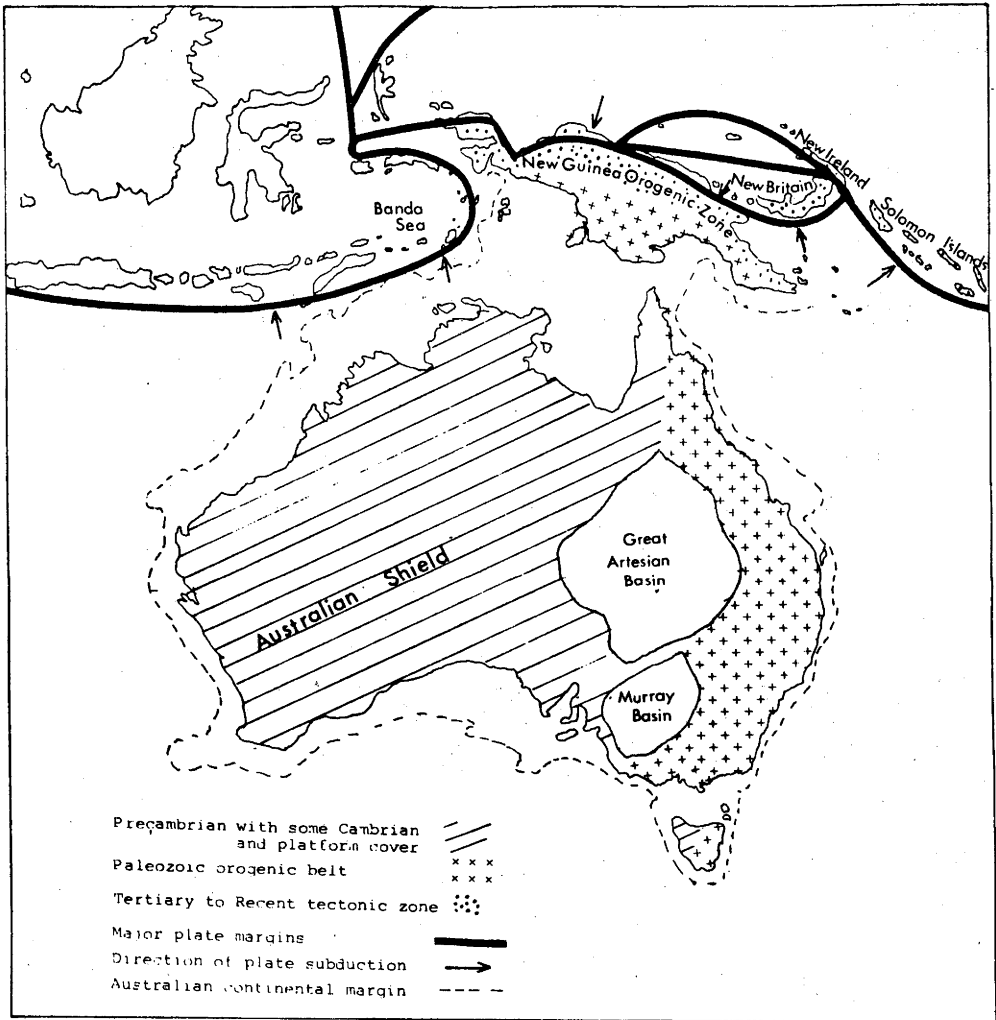 New Ireland
New Guinea Orogenic Zone
New Britain
Solomon Islands
Banda
Sea
Australian Shield
Great
Artesian
Basin
Murray
Basin
Precambrian with some Cambrian
and platform cover
Paleozoic orogenic belt
Tertiary to Recent tectonic zone
Major plate margins
Direction of plate subduction
Australian continental margin